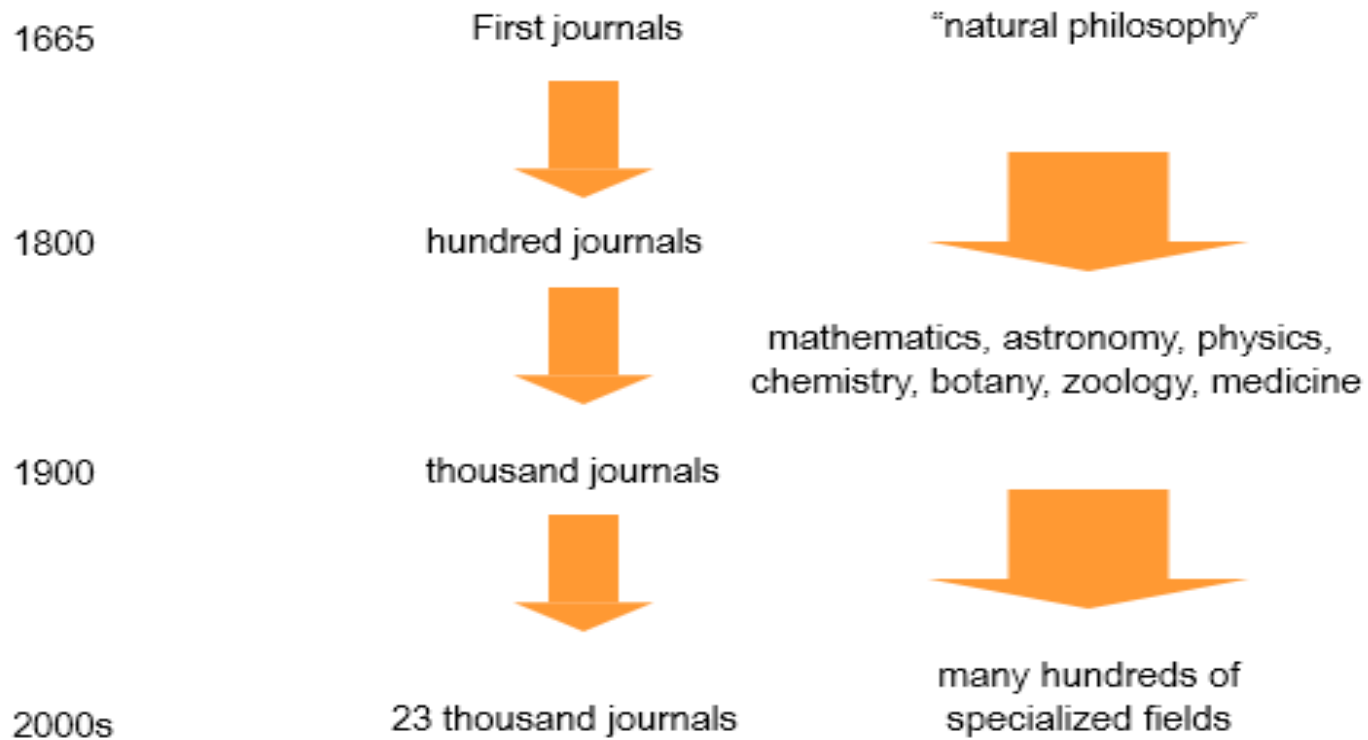 1665
First journals
“natural philosophy”
1800
hundred journals
mathematics, astronomy, physics,
chemistry, botany, zoology, medicine
1900
thousand journals
many hundreds of
specialized fields
2000s
23 thousand journals